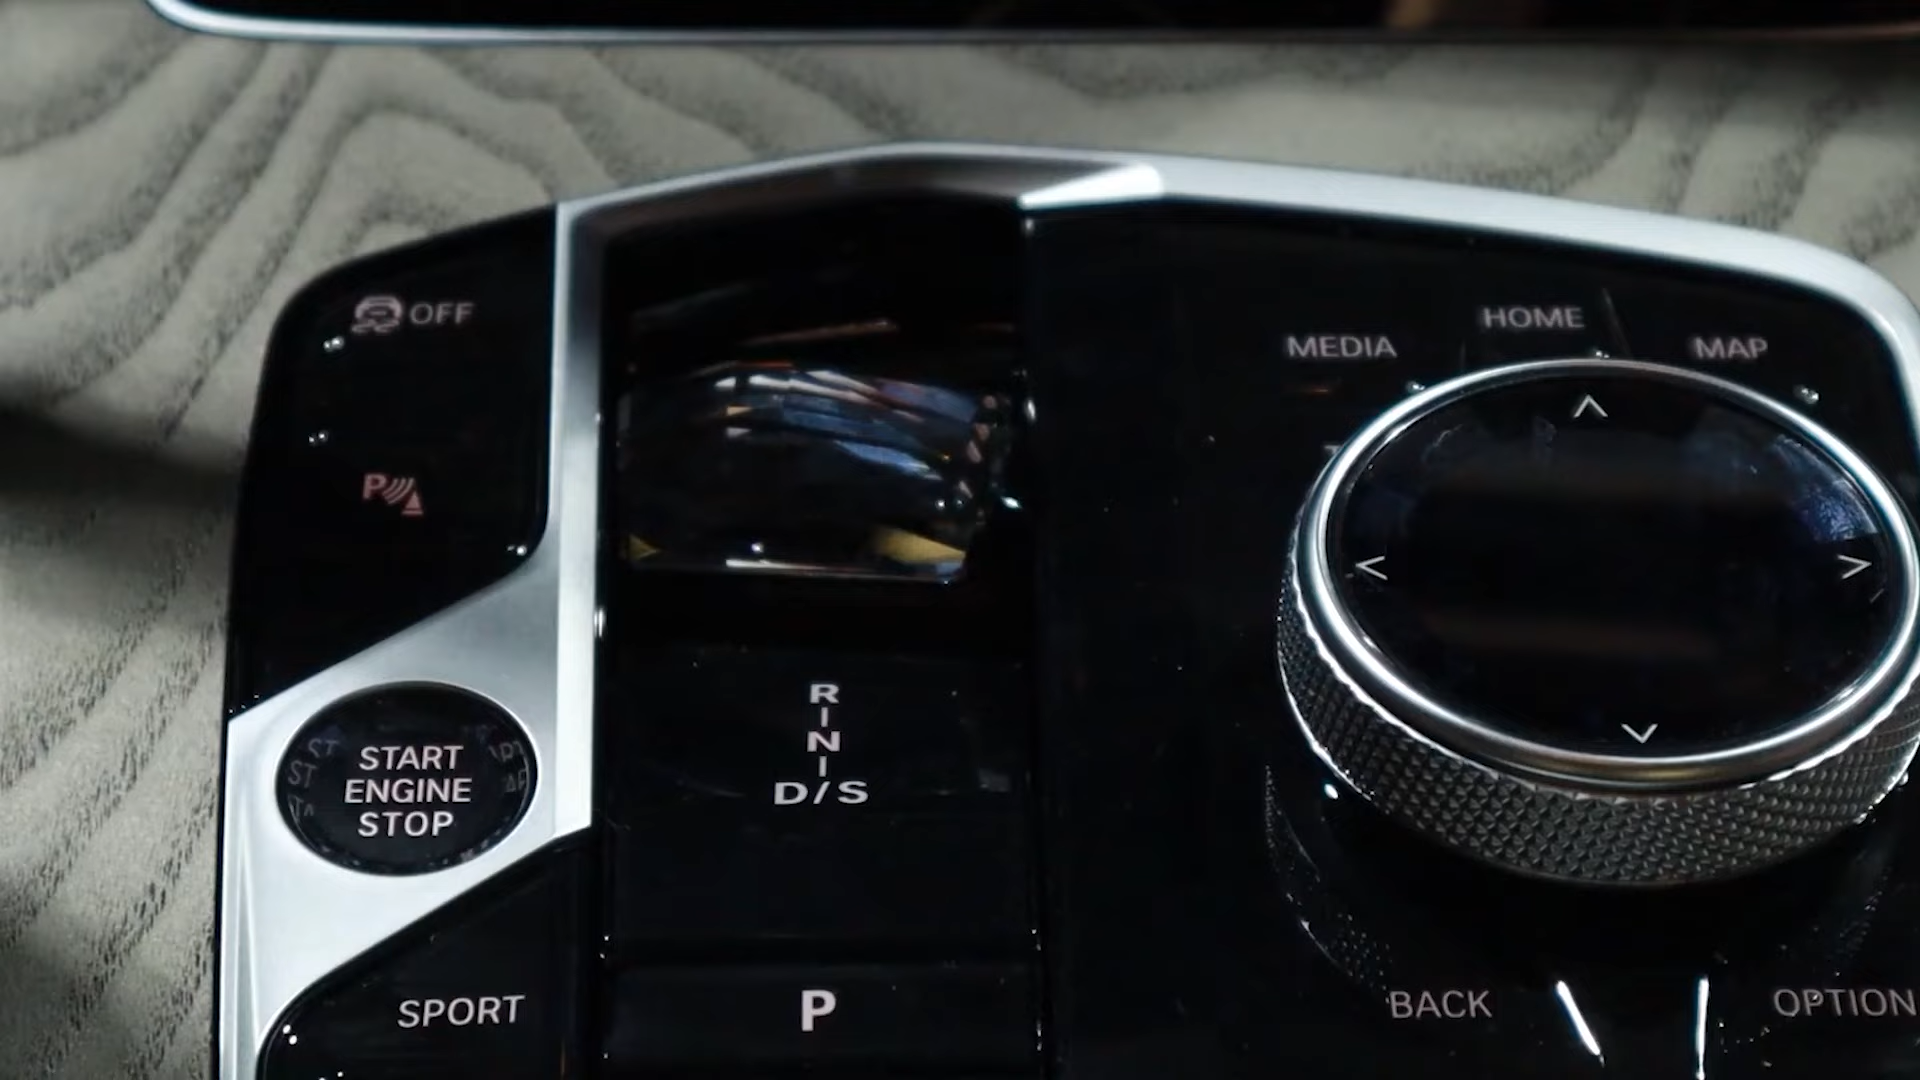 OFF
HOME
MEDIA
MAP
P
R
N
D/S
START
ENGINE
STOP
SPORT
P
BACK
OPTION